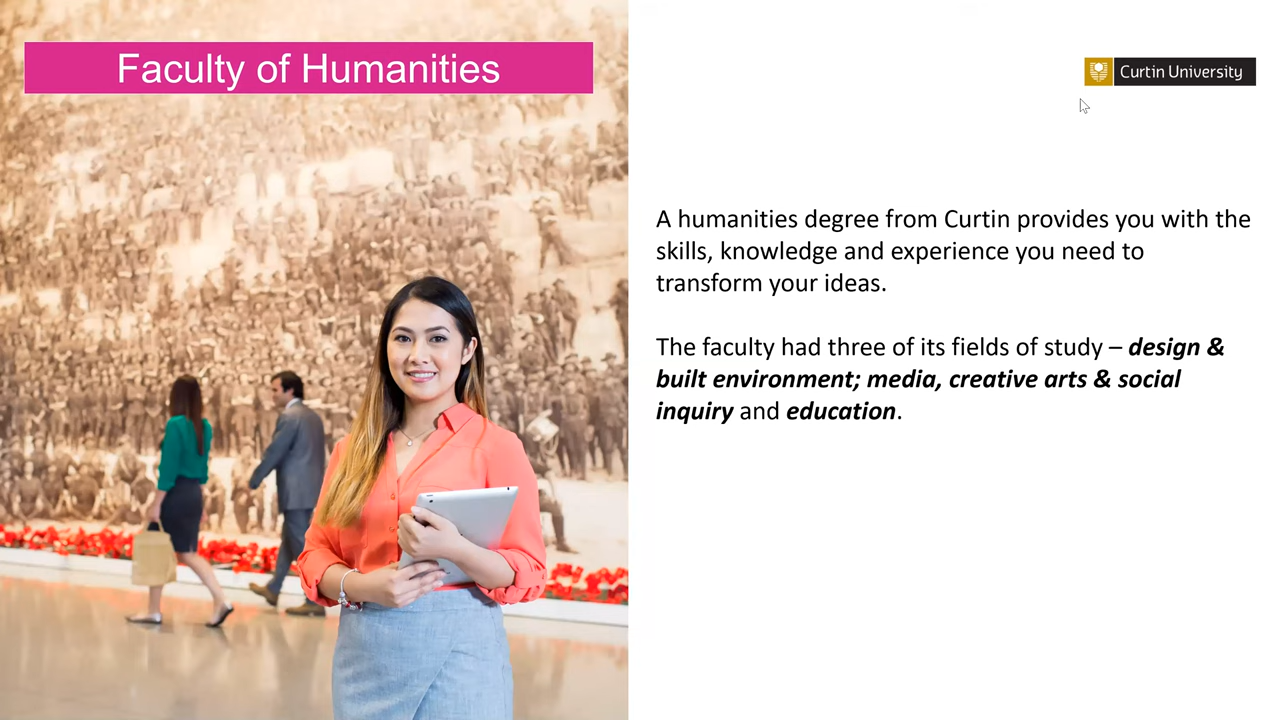 Faculty of Humanities
Curtin University
A humanities degree from Curtin provides you with the
skills, knowledge and experience you need to
transform your ideas.
The faculty had three of its fields of study – design &
built environment; media, creative arts & social
inquiry and education.